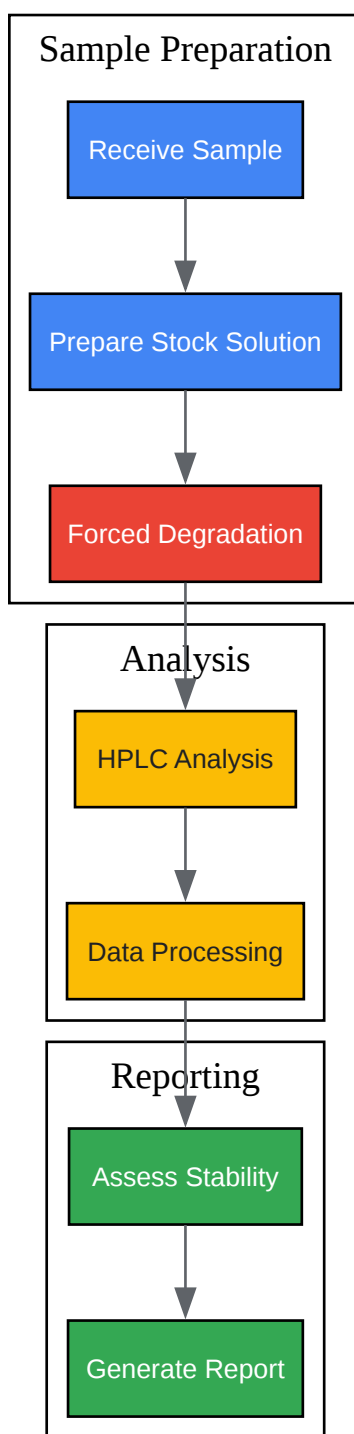 Sample Preparation
Receive Sample
Prepare Stock Solution
Forced Degradation
Analysis
HPLC Analysis
Data Processing
Reporting
Assess Stability
Generate Report